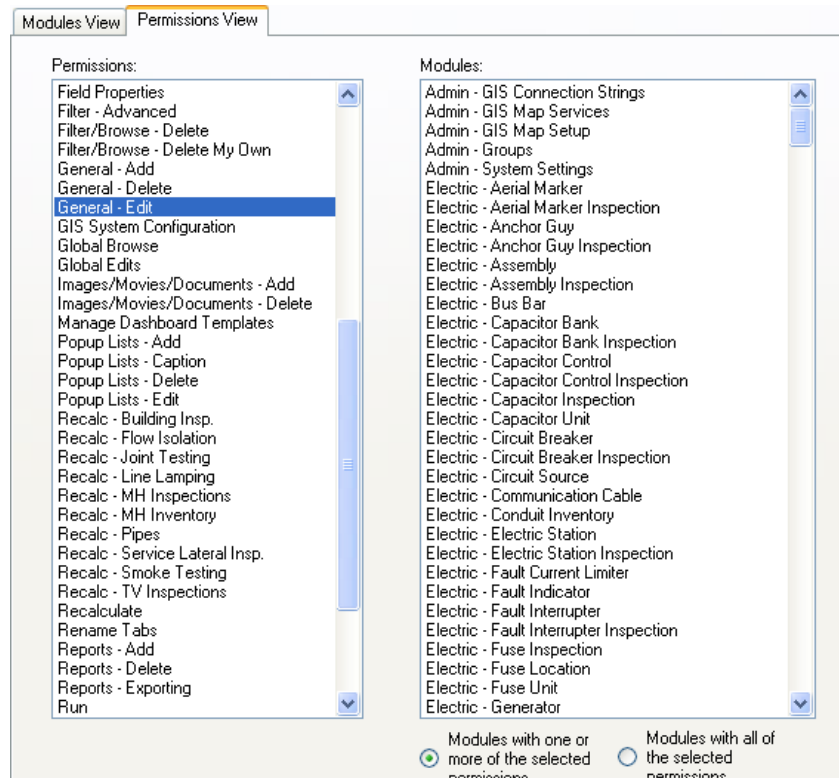 Modules View
Permissions View
Permissions:
Field Properties
Filter - Advanced
Filter/Browse - Delete
Filter/Browse - Delete My Own
General - Add
General - Delete
General - Edit
GIS System Configuration
Global Browse
Global Edits
Images/Movies/Documents - Add
Images/Movies/Documents - Delete
Manage Dashboard Templates
Popup Lists - Add
Popup Lists - Caption
Popup Lists - Delete
Popup Lists - Edit
Recalc - Building Insp.
Recalc - Flow Isolation
Recalc - Joint Testing
Recalc - Line Lamping
Recalc - MH Inspections
Recalc - MH Inventory
Recalc - Pipes
Recalc - Service Lateral Insp.
Recalc - Smoke Testing
Recalc - TV Inspections
Recalculate
Rename Tabs
Reports - Add
Reports - Delete
Reports - Exporting
Run
Modules:
Admin - GIS Connection Strings
Admin - GIS Map Services
Admin - GIS Map Setup
Admin - Groups
Admin - System Settings
Electric - Aerial Marker
Electric - Aerial Marker Inspection
Electric - Anchor Guy
Electric - Anchor Guy Inspection
Electric - Assembly
Electric - Assembly Inspection
Electric - Bus Bar
Electric - Capacitor Bank
Electric - Capacitor Bank Inspection
Electric - Capacitor Control
Electric - Capacitor Control Inspection
Electric - Capacitor Inspection
Electric - Capacitor Unit
Electric - Circuit Breaker
Electric - Circuit Breaker Inspection
Electric - Circuit Source
Electric - Communication Cable
Electric - Conduit Inventory
Electric - Electric Station
Electric - Electric Station Inspection
Electric - Fault Current Limiter
Electric - Fault Indicator
Electric - Fault Interrupter
Electric - Fault Interrupter Inspection
Electric - Fuse Inspection
Electric - Fuse Location
Electric - Fuse Unit
Electric - Generator
Modules with one or
more of the selected
permissions
Modules with all of
the selected
permissions